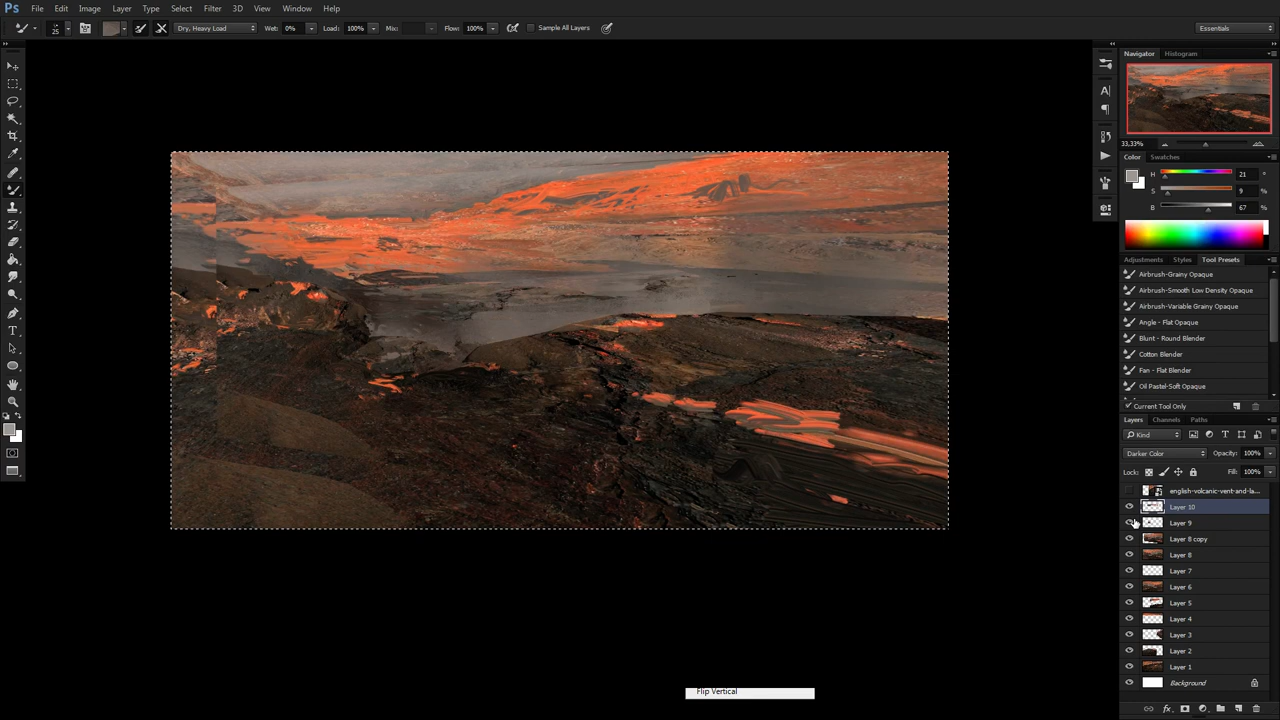 Ps File Edit Image Layer Type Select Filter 3D View Window Help
25 Dry, Heavy Load Wet: 0% Load: 100% Mix: Flow: 100% Sample All Layers Essentials
Navigator Histogram
33,33%
Color Swatches
H 21 °
S 9 %
B 67 %
Adjustments Styles Tool Presets
Airbrush-Grainy Opaque
Airbrush-Smooth Low Density Opaque
Airbrush-Variable Grainy Opaque
Angle - Flat Opaque
Blunt - Round Blender
Cotton Blender
Fan - Flat Blender
Oil Pastel-Soft Opaque
Current Tool Only
Layers Channels Paths
Kind
Darker Color Opacity: 100%
Lock: Fill: 100%
english-volcanic-vent-and-la...
Layer 10
Layer 9
Layer 8 copy
Layer 8
Layer 7
Layer 6
Layer 5
Layer 4
Layer 3
Layer 2
Layer 1
Background
Flip Vertical